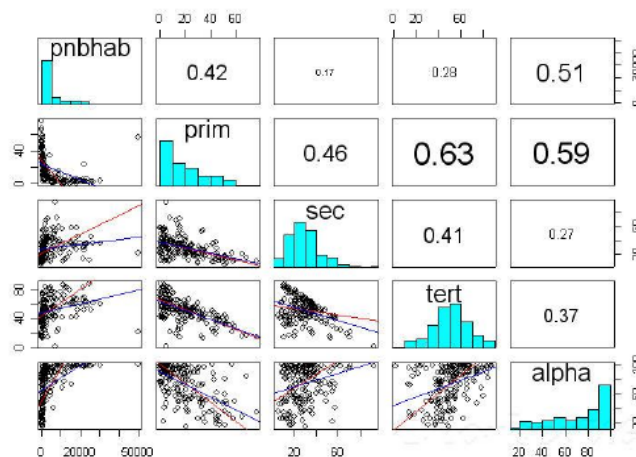 0 20 40 60
0 40 80
pnbhab 0.42 0.17 0.28 0.51
prim 0.46 0.63 0.59
0 40
sec 0.41 0.27
tert 0.37
0 40 80
alpha
0 20000 50000
20 60
20 40 60 80